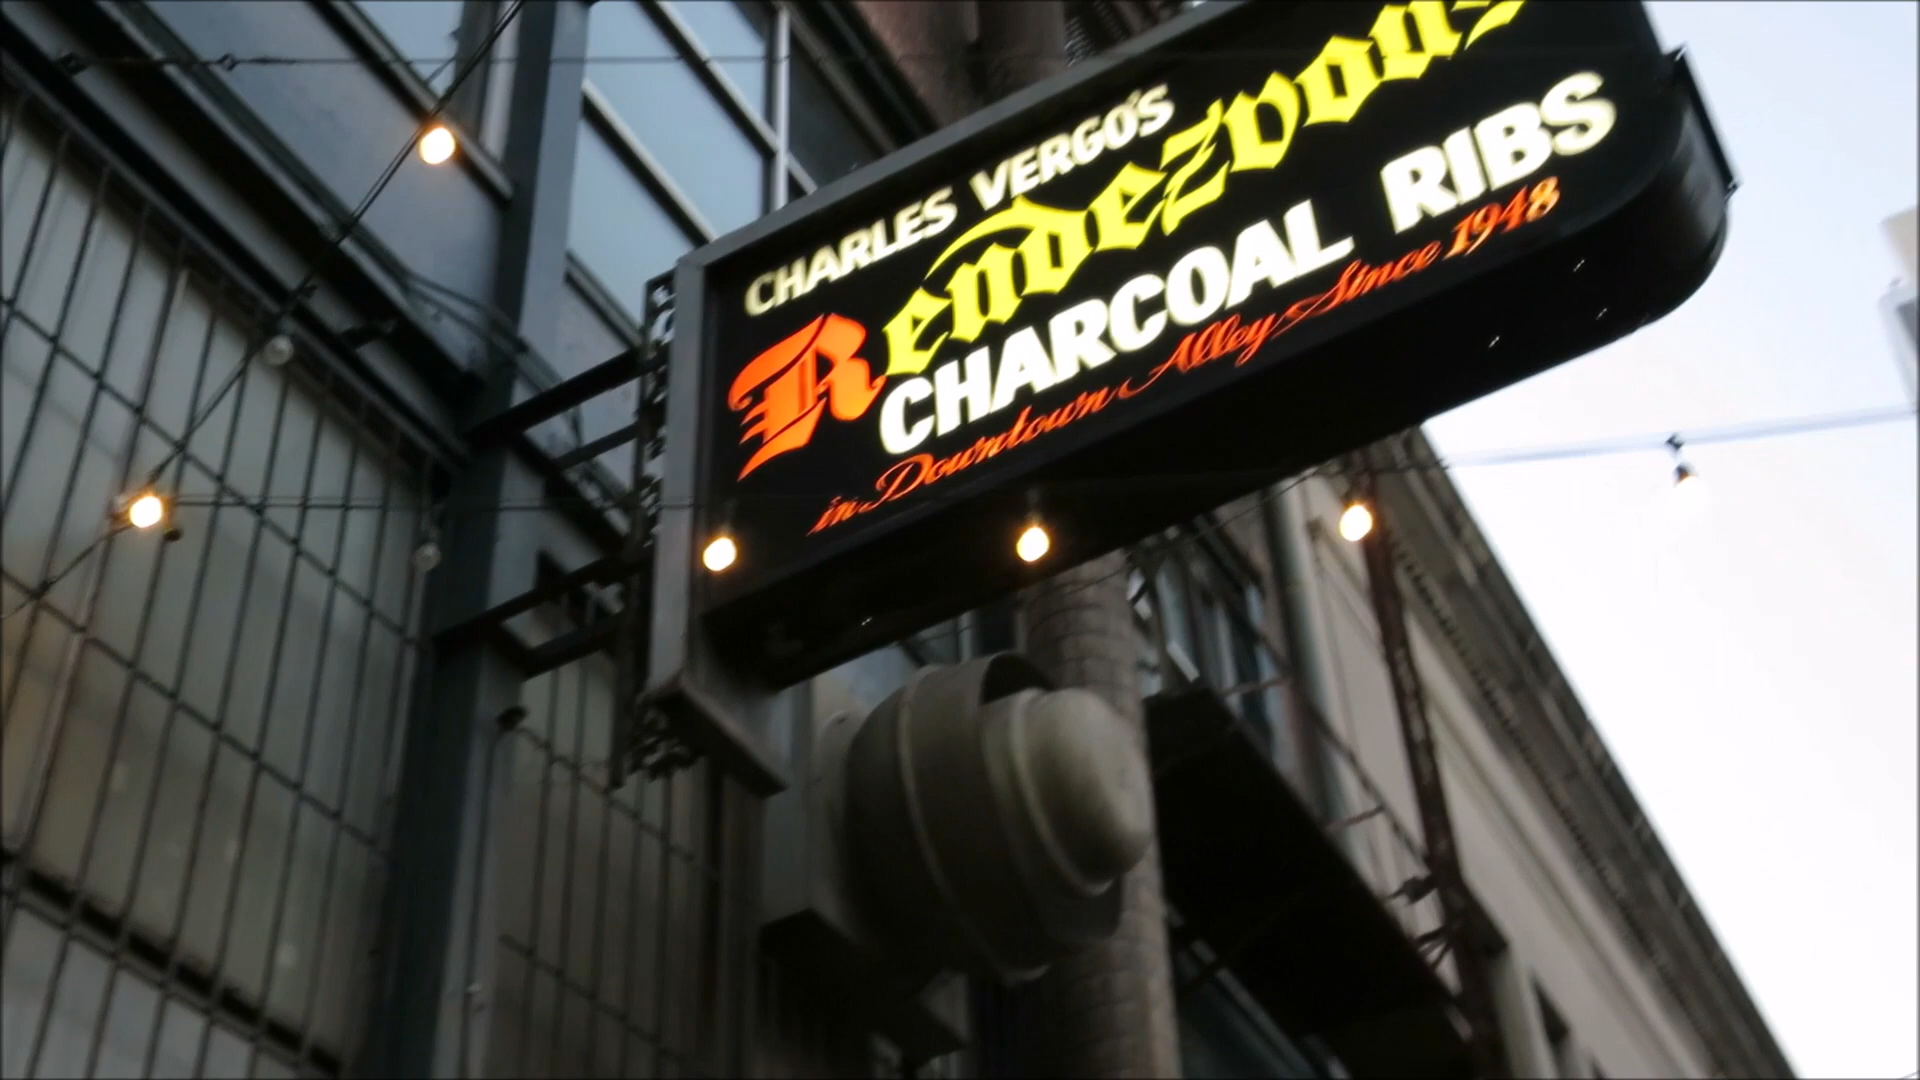 CHARLES VERGO'S
Rendezvous
CHARCOAL RIBS
in Downtown Alley Since 1948